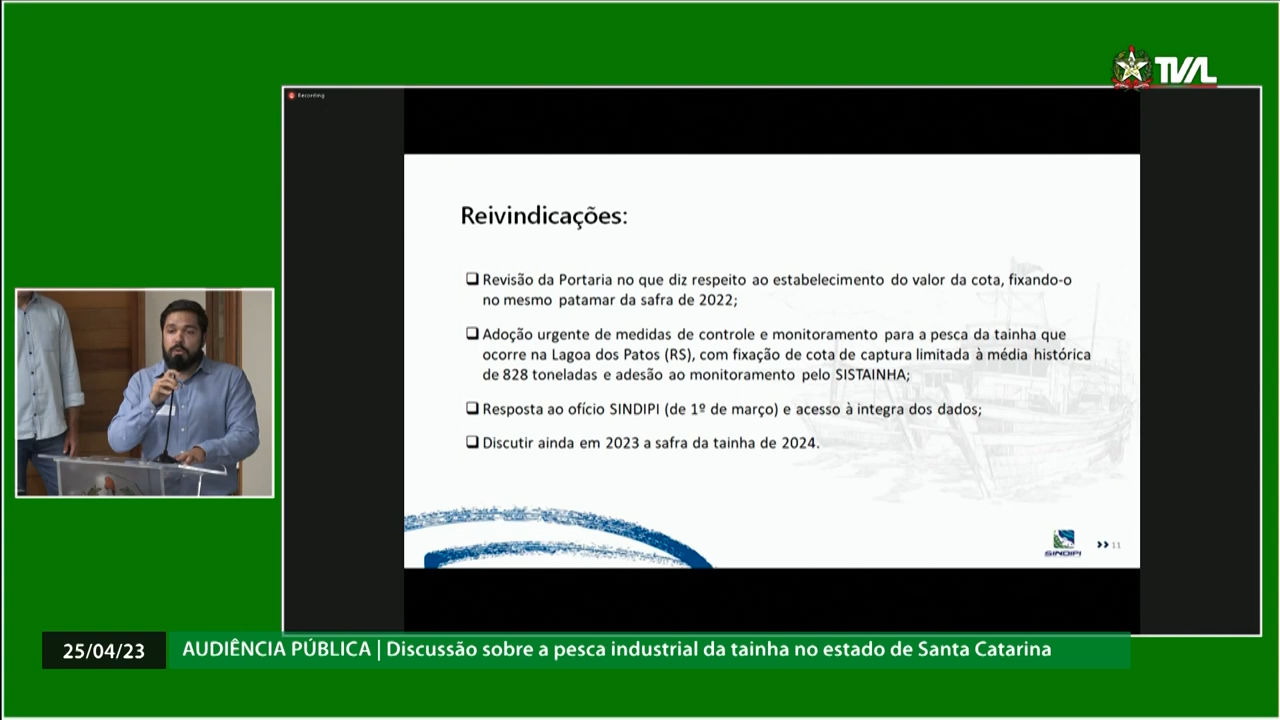 TVAL
Recording
Reivindicações:
Revisão da Portaria no que diz respeito ao estabelecimento do valor da cota, fixando-o
no mesmo patamar da safra de 2022;
Adoção urgente de medidas de controle e monitoramento para a pesca da tainha que
ocorre na Lagoa dos Patos (RS), com fixação de cota de captura limitada à média histórica
de 828 toneladas e adesão ao monitoramento pelo SISTAINHA;
Resposta ao ofício SINDIPI (de 1º de março) e acesso à integra dos dados;
Discutir ainda em 2023 a safra da tainha de 2024.
SINDIPI
11
25/04/23
AUDIÊNCIA PÚBLICA | Discussão sobre a pesca industrial da tainha no estado de Santa Catarina